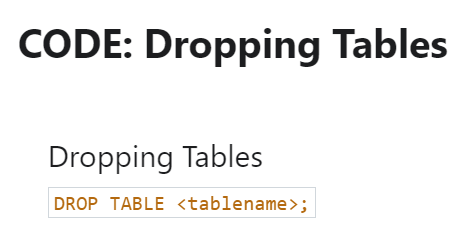 CODE: Dropping Tables
Dropping Tables
DROP TABLE <tablename>;